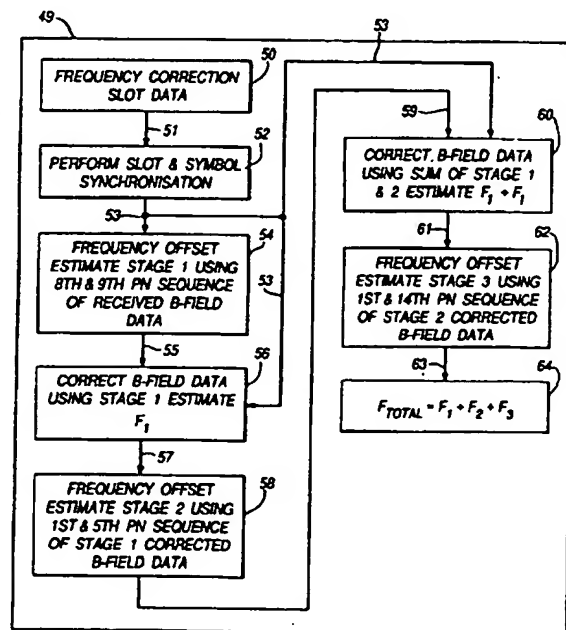 49
53
50
FREQUENCY CORRECTION
SLOT DATA
51
52
PERFORM SLOT & SYMBOL
SYNCHRONISATION
53
54
FREQUENCY OFFSET
ESTIMATE STAGE 1 USING
8TH & 9TH PN SEQUENCE
OF RECEIVED B-FIELD
DATA
53
55
56
CORRECT B-FIELD DATA
USING STAGE 1 ESTIMATE
F1
57
58
FREQUENCY OFFSET
ESTIMATE STAGE 2 USING
1ST & 5TH PN SEQUENCE
OF STAGE 1 CORRECTED
B-FIELD DATA
59
60
CORRECT. B-FIELD DATA
USING SUM OF STAGE 1
& 2 ESTIMATE F1 + F1
61
62
FREQUENCY OFFSET
ESTIMATE STAGE 3 USING
1ST & 14TH PN SEQUENCE
OF STAGE 2 CORRECTED
B-FIELD DATA
63
64
FTOTAL = F1 + F2 + F3